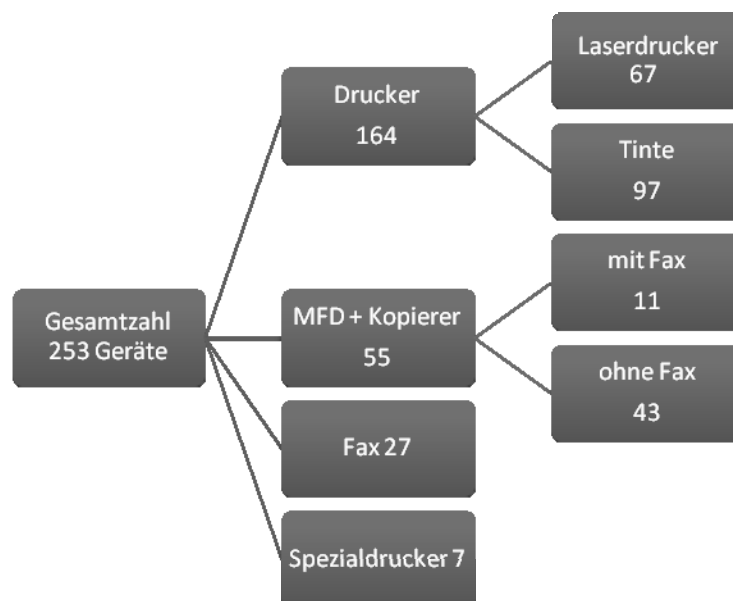 Gesamtzahl
253 Geräte
Drucker
164
Laserdrucker
67
Tinte
97
MFD + Kopierer
55
mit Fax
11
ohne Fax
43
Fax 27
Spezialdrucker 7